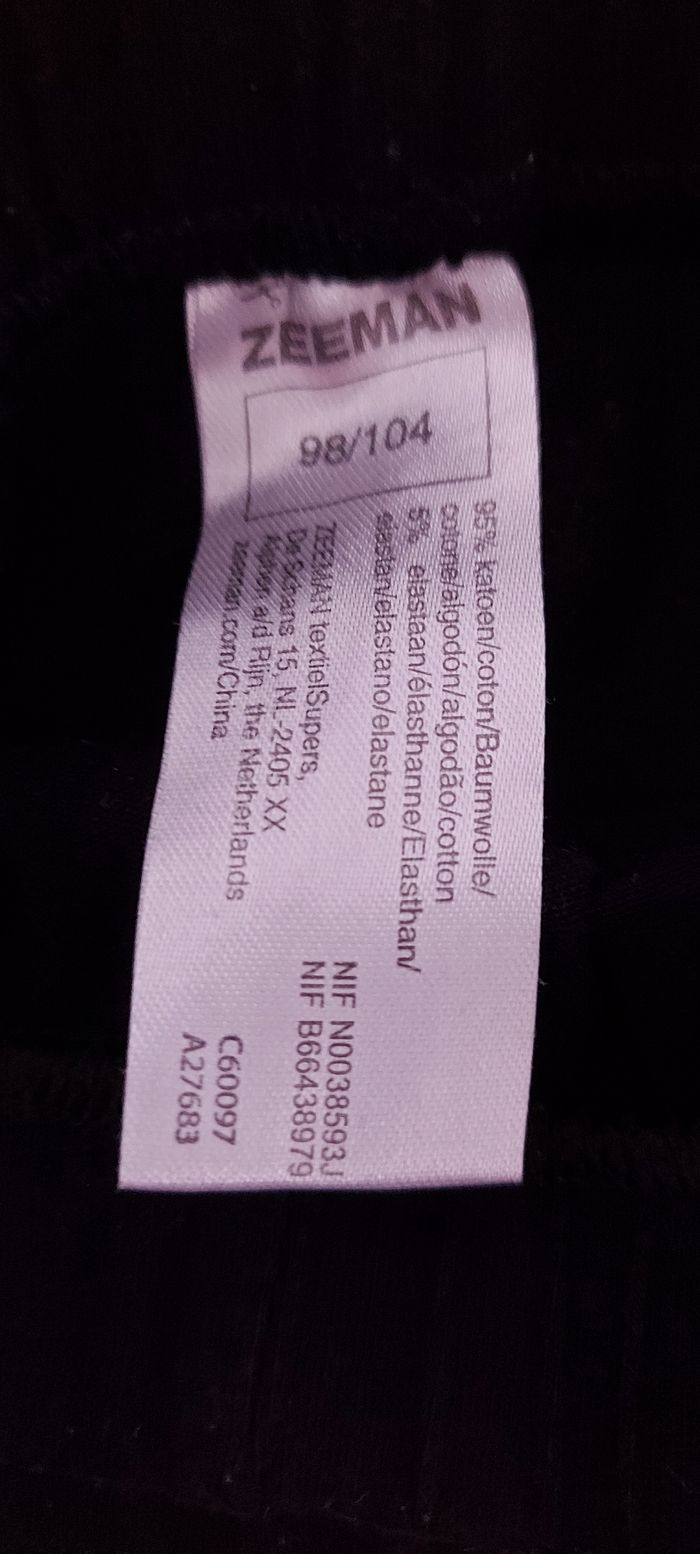 ZEEMAN
98/104
95% katoen/coton/Baumwolle/
cotone/algodón/algodão/cotton
5% elastaan/élasthanne/Elasthan/
elastan/elastano/elastane
ZEEMAN textielSupers,
De Schans 15, NL-2405 XX
Alphen a/d Rijn, the Netherlands
zeeman.com/China
NIF N0038593J
NIF B66438979
C60097
A27683